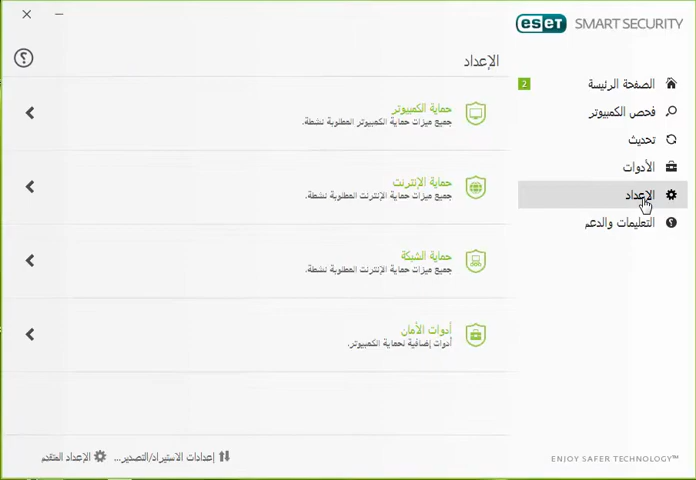 ESET SMART SECURITY
الصفحة الرئيسة
2
فحص الكمبيوتر
تحديث
الأدوات
الإعداد
التعليمات والدعم
الإعداد
حماية الكمبيوتر
جميع ميزات حماية الكمبيوتر المطلوبة نشطة.
حماية الإنترنت
جميع ميزات حماية الإنترنت المطلوبة نشطة.
حماية الشبكة
جميع ميزات حماية الإنترنت المطلوبة نشطة.
أدوات الأمان
أدوات إضافية لحماية الكمبيوتر.
إعدادات الاستيراد/التصدير...
الإعداد المتقدم
ENJOY SAFER TECHNOLOGY™